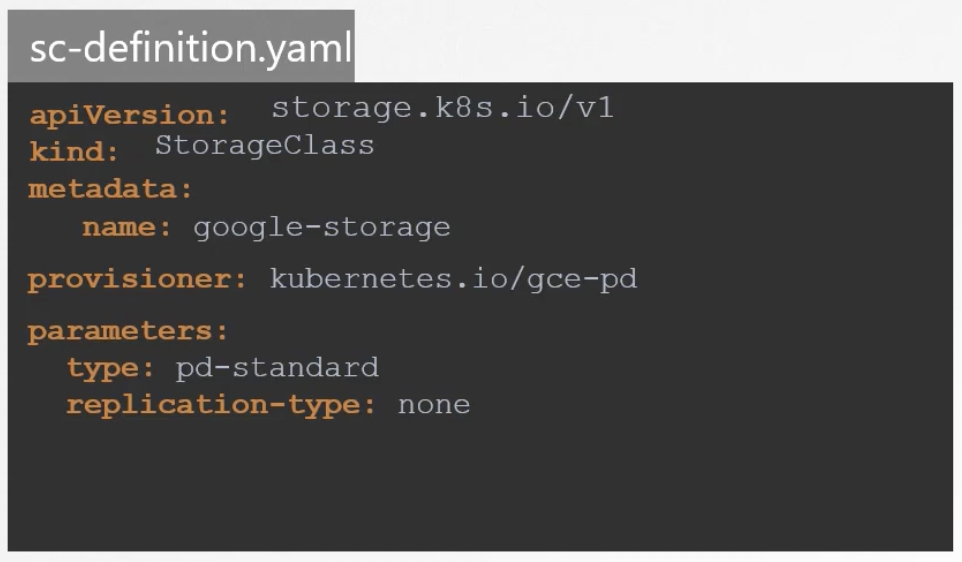 sc-definition.yaml
apiVersion: storage.k8s.io/v1
kind: StorageClass
metadata:
name: google-storage
provisioner: kubernetes.io/gce-pd
parameters:
type: pd-standard
replication-type: none